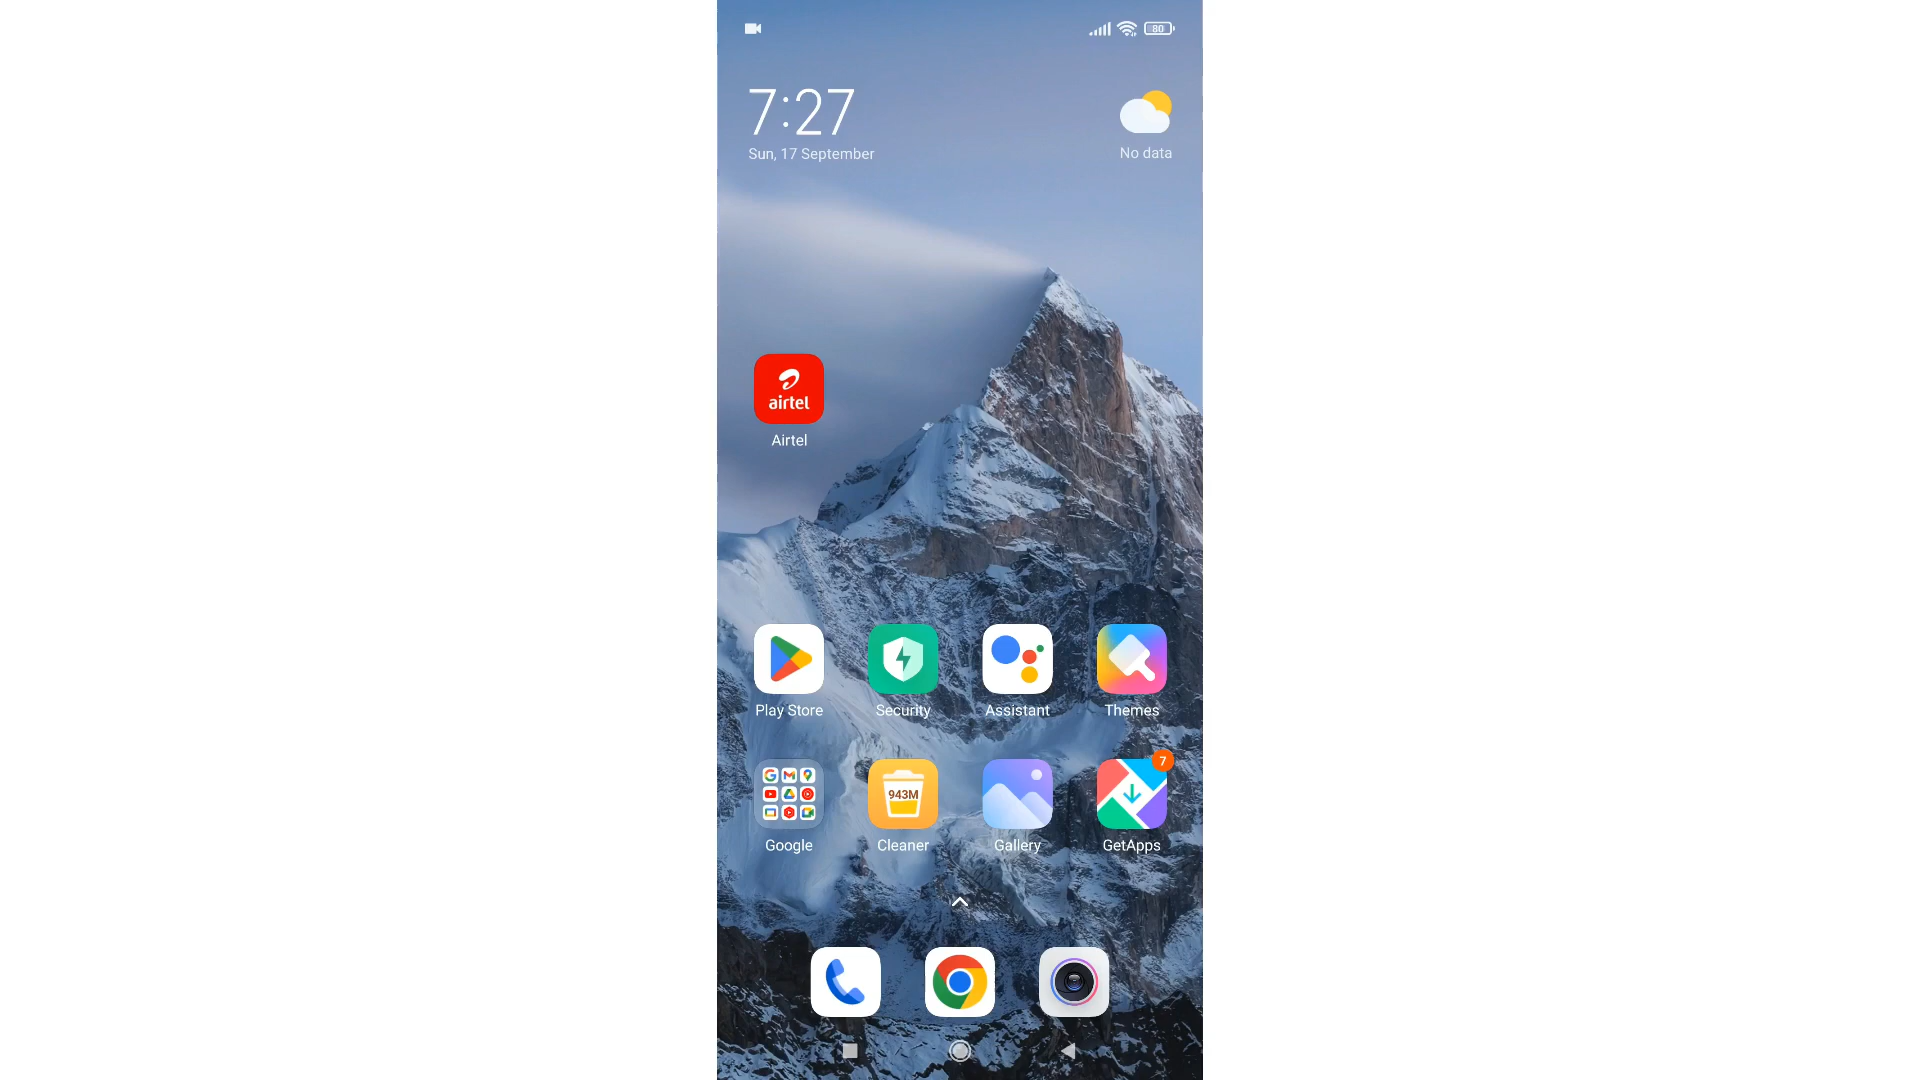 80
7:27
Sun, 17 September
No data
airtel
Airtel
Play Store
Security
Assistant
Themes
7
943M
Google
Cleaner
Gallery
GetApps